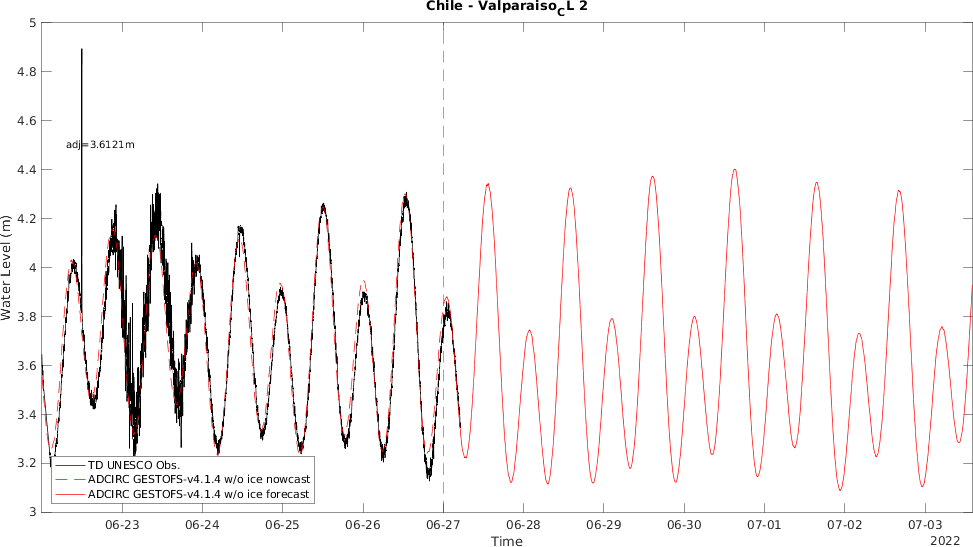 Chile - Valparaiso_CL 2
5
4.8
4.6
adj=3.6121m
4.4
4.2
4
3.8
3.6
3.4
3.2
3
Water Level (m)
TD UNESCO Obs.
ADCIRC GESTOFS-v4.1.4 w/o ice nowcast
ADCIRC GESTOFS-v4.1.4 w/o ice forecast
06-23 06-24 06-25 06-26 06-27 06-28 06-29 06-30 07-01 07-02 07-03
Time
2022